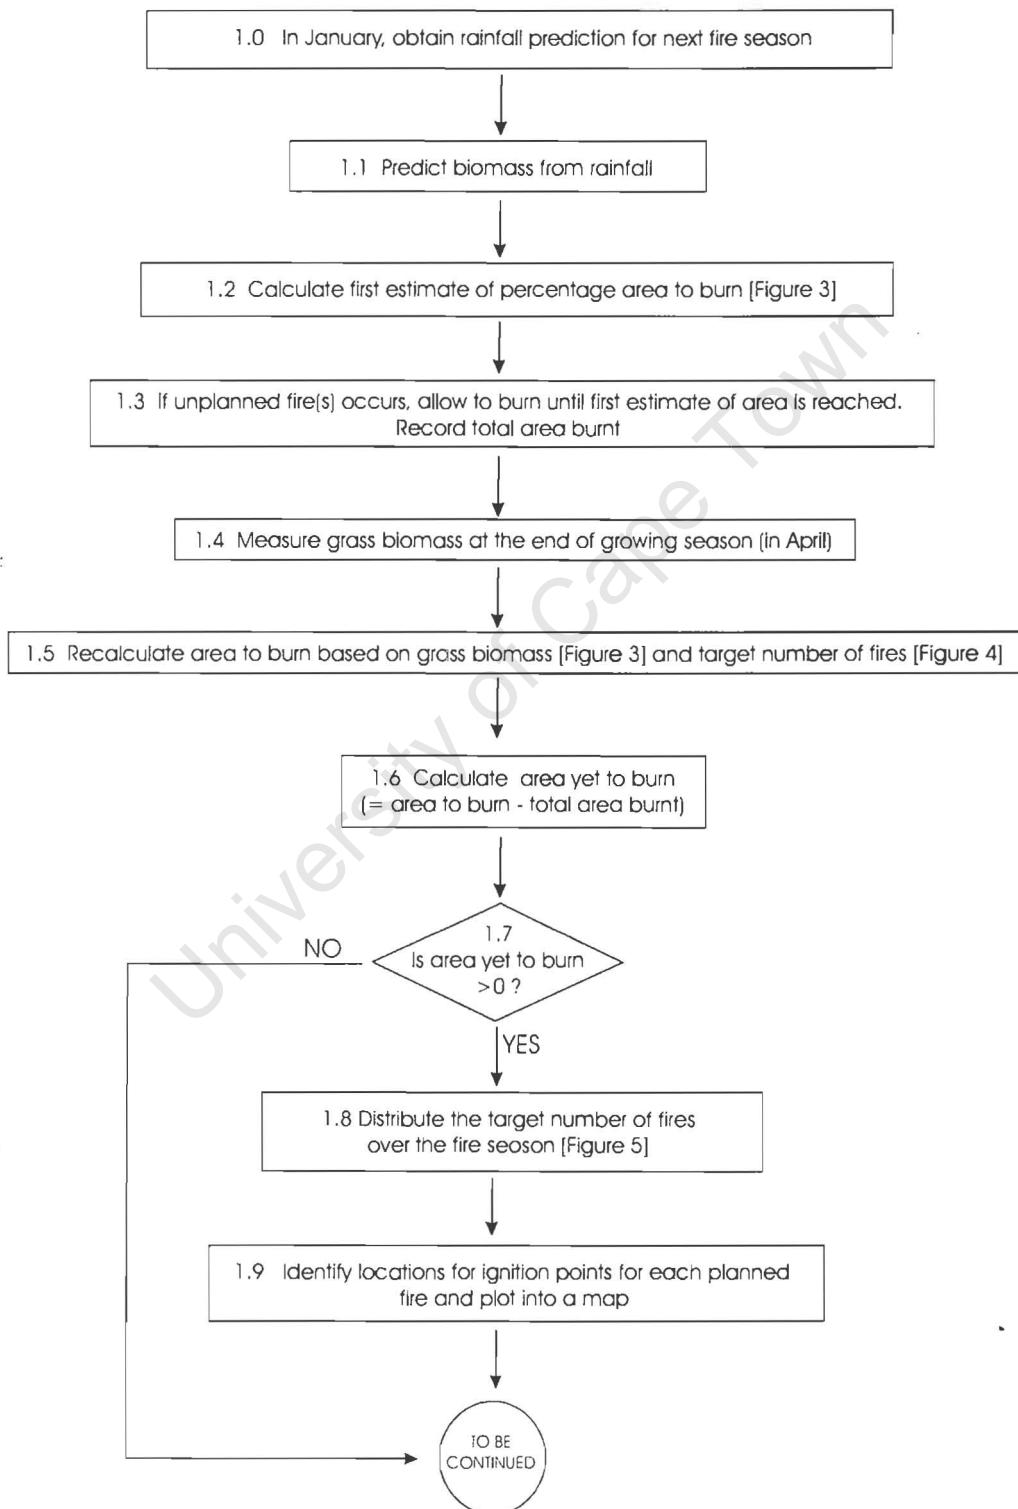 1.0 In January, obtain rainfall prediction for next fire season
1.1 Predict biomass from rainfall
1.2 Calculate first estimate of percentage area to burn [Figure 3]
1.3 If unplanned fire(s) occurs, allow to burn until first estimate of area is reached.
Record total area burnt
1.4 Measure grass biomass at the end of growing season (in April)
1.5 Recalculate area to burn based on grass biomass [Figure 3] and target number of fires [Figure 4]
1.6 Calculate area yet to burn
(= area to burn - total area burnt)
1.7
Is area yet to burn
>0 ?
NO
YES
1.8 Distribute the target number of fires
over the fire seoson [Figure 5]
1.9 Identify locations for ignition points for each planned
fire and plot into a map
TO BE
CONTINUED
University of Cape Town